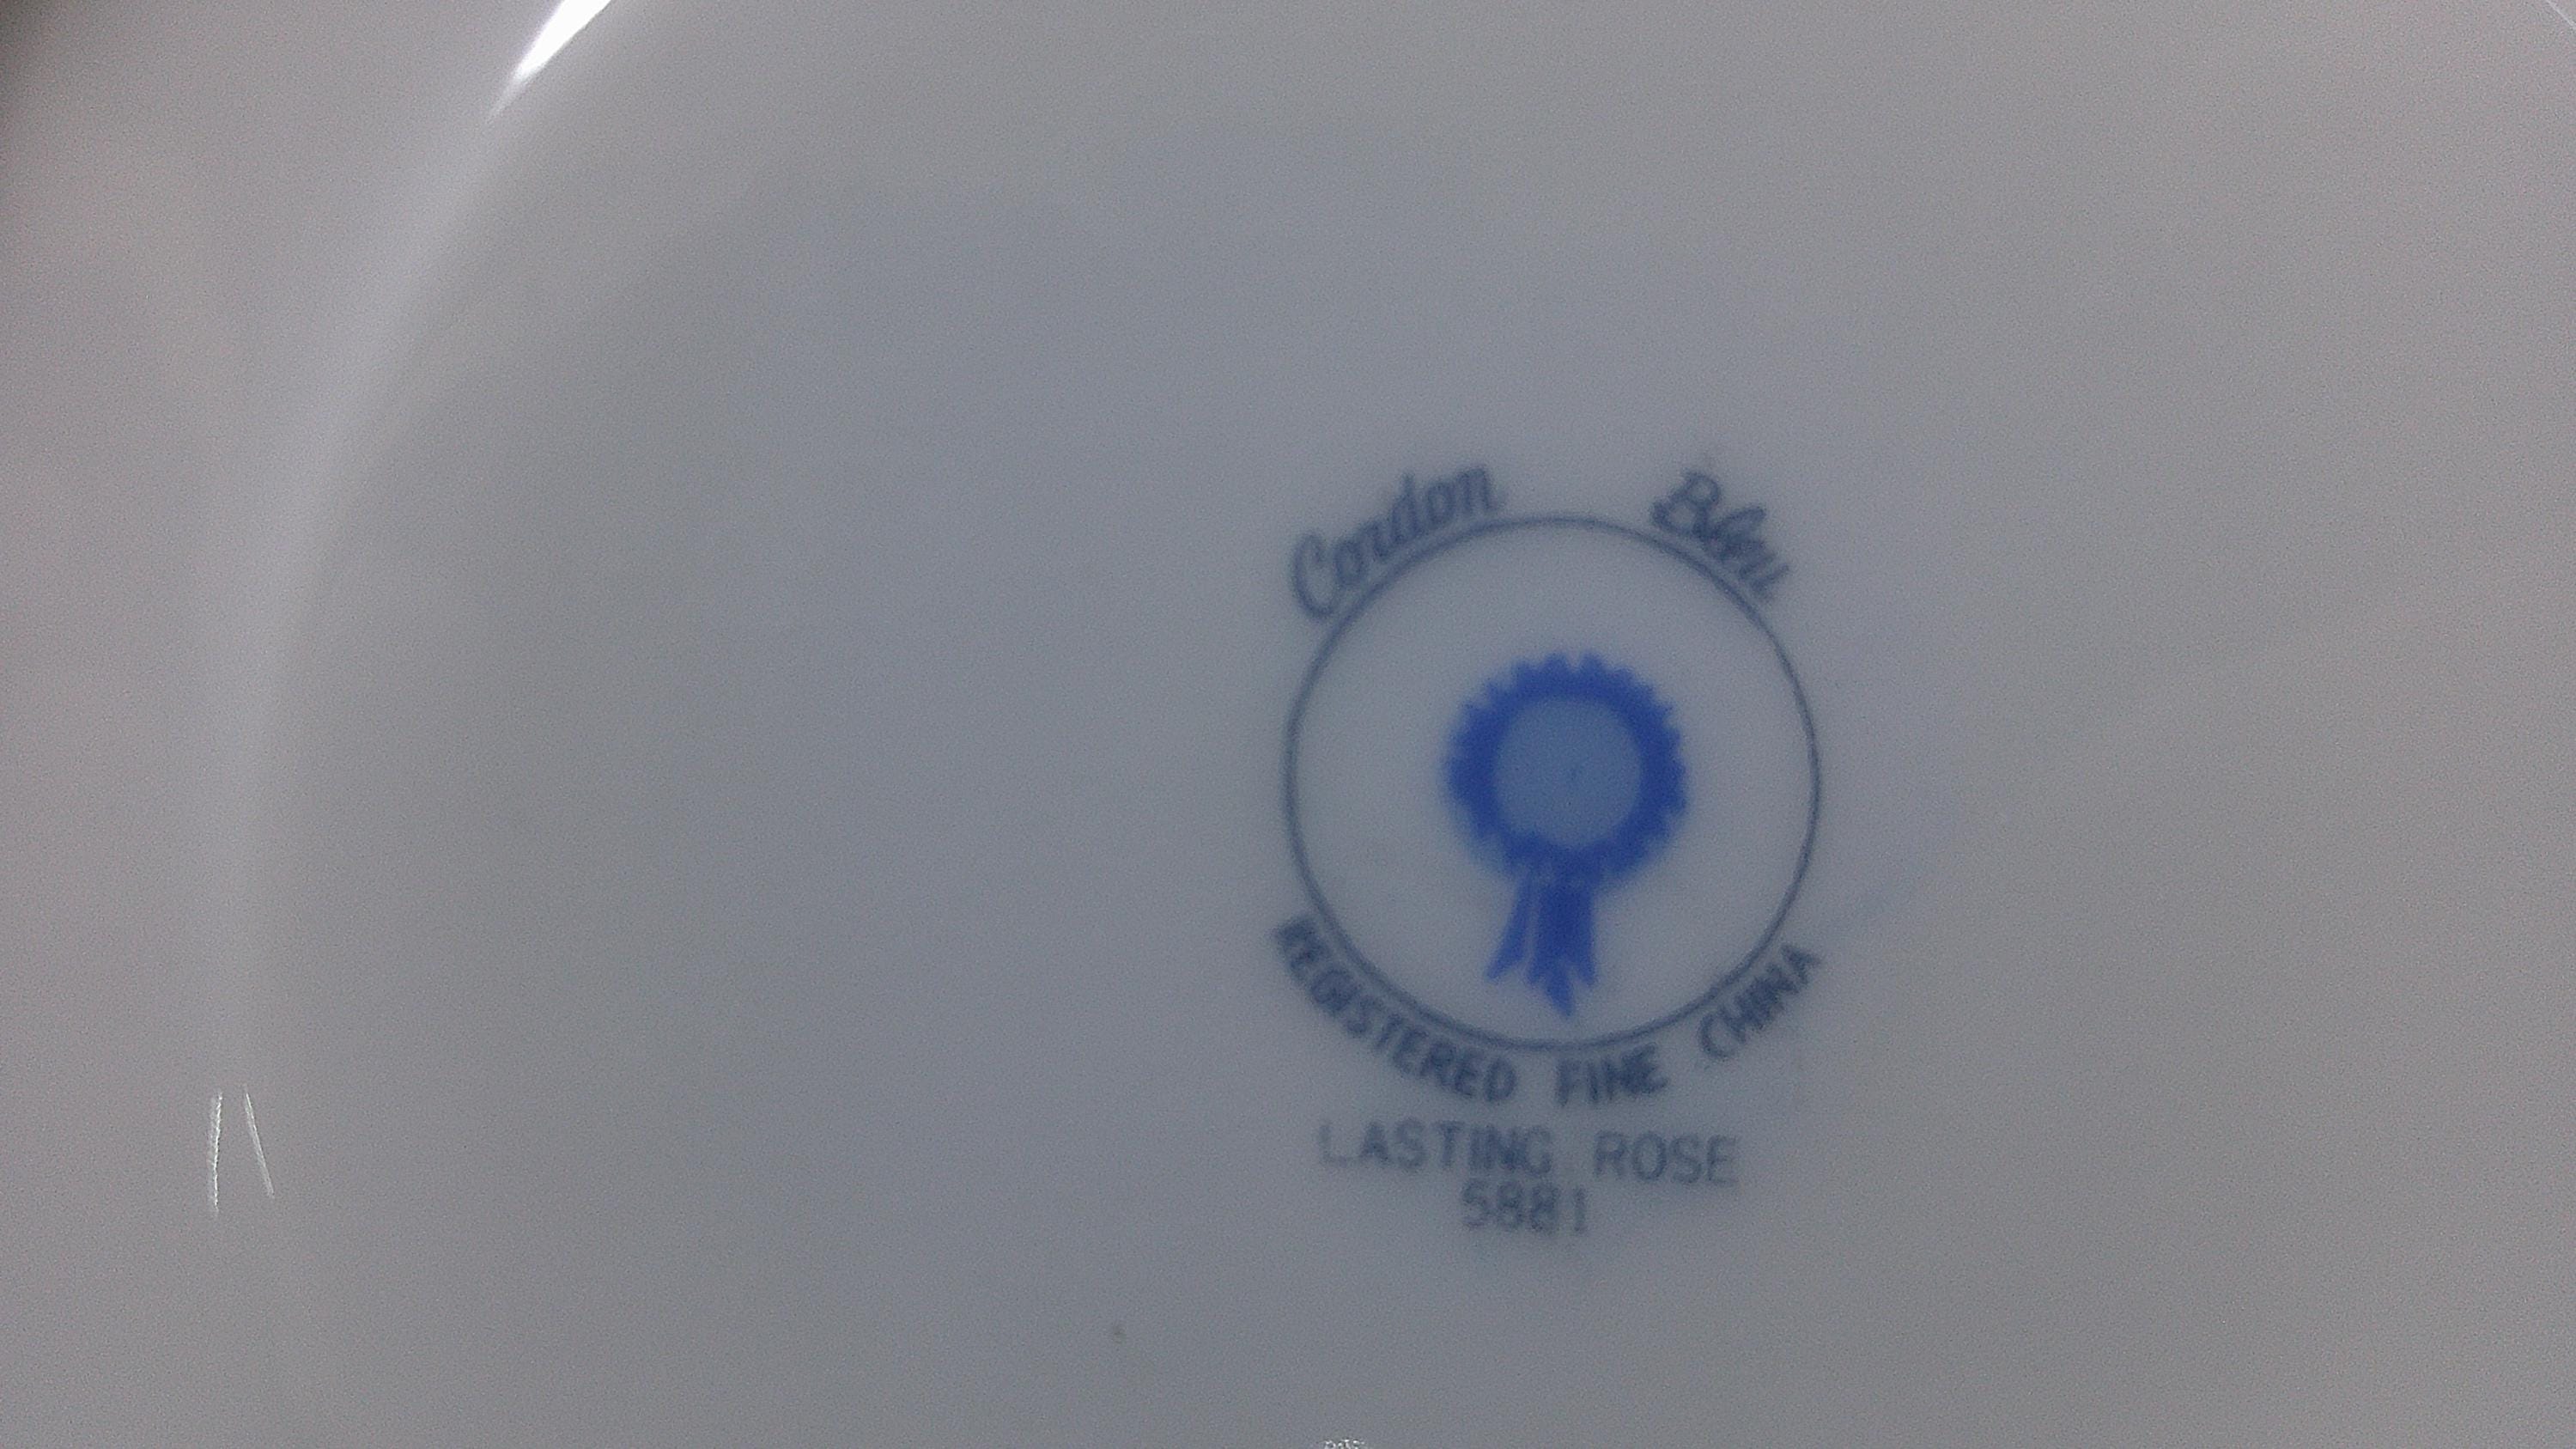 Cordon Bleu
REGISTERED FINE CHINA
LASTING ROSE
5881